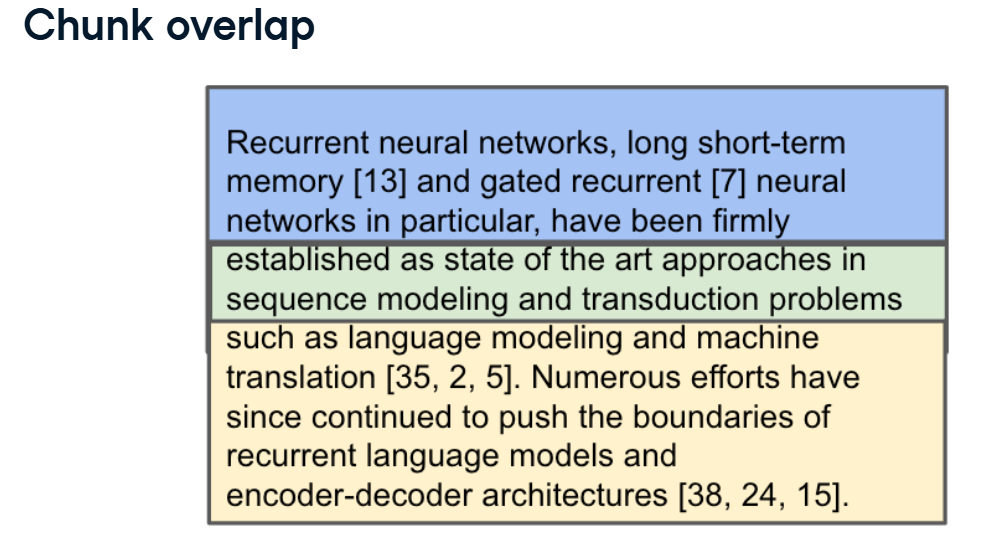 Chunk overlap
Recurrent neural networks, long short-term
memory [13] and gated recurrent [7] neural
networks in particular, have been firmly
established as state of the art approaches in
sequence modeling and transduction problems
such as language modeling and machine
translation [35, 2, 5]. Numerous efforts have
since continued to push the boundaries of
recurrent language models and
encoder-decoder architectures [38, 24, 15].